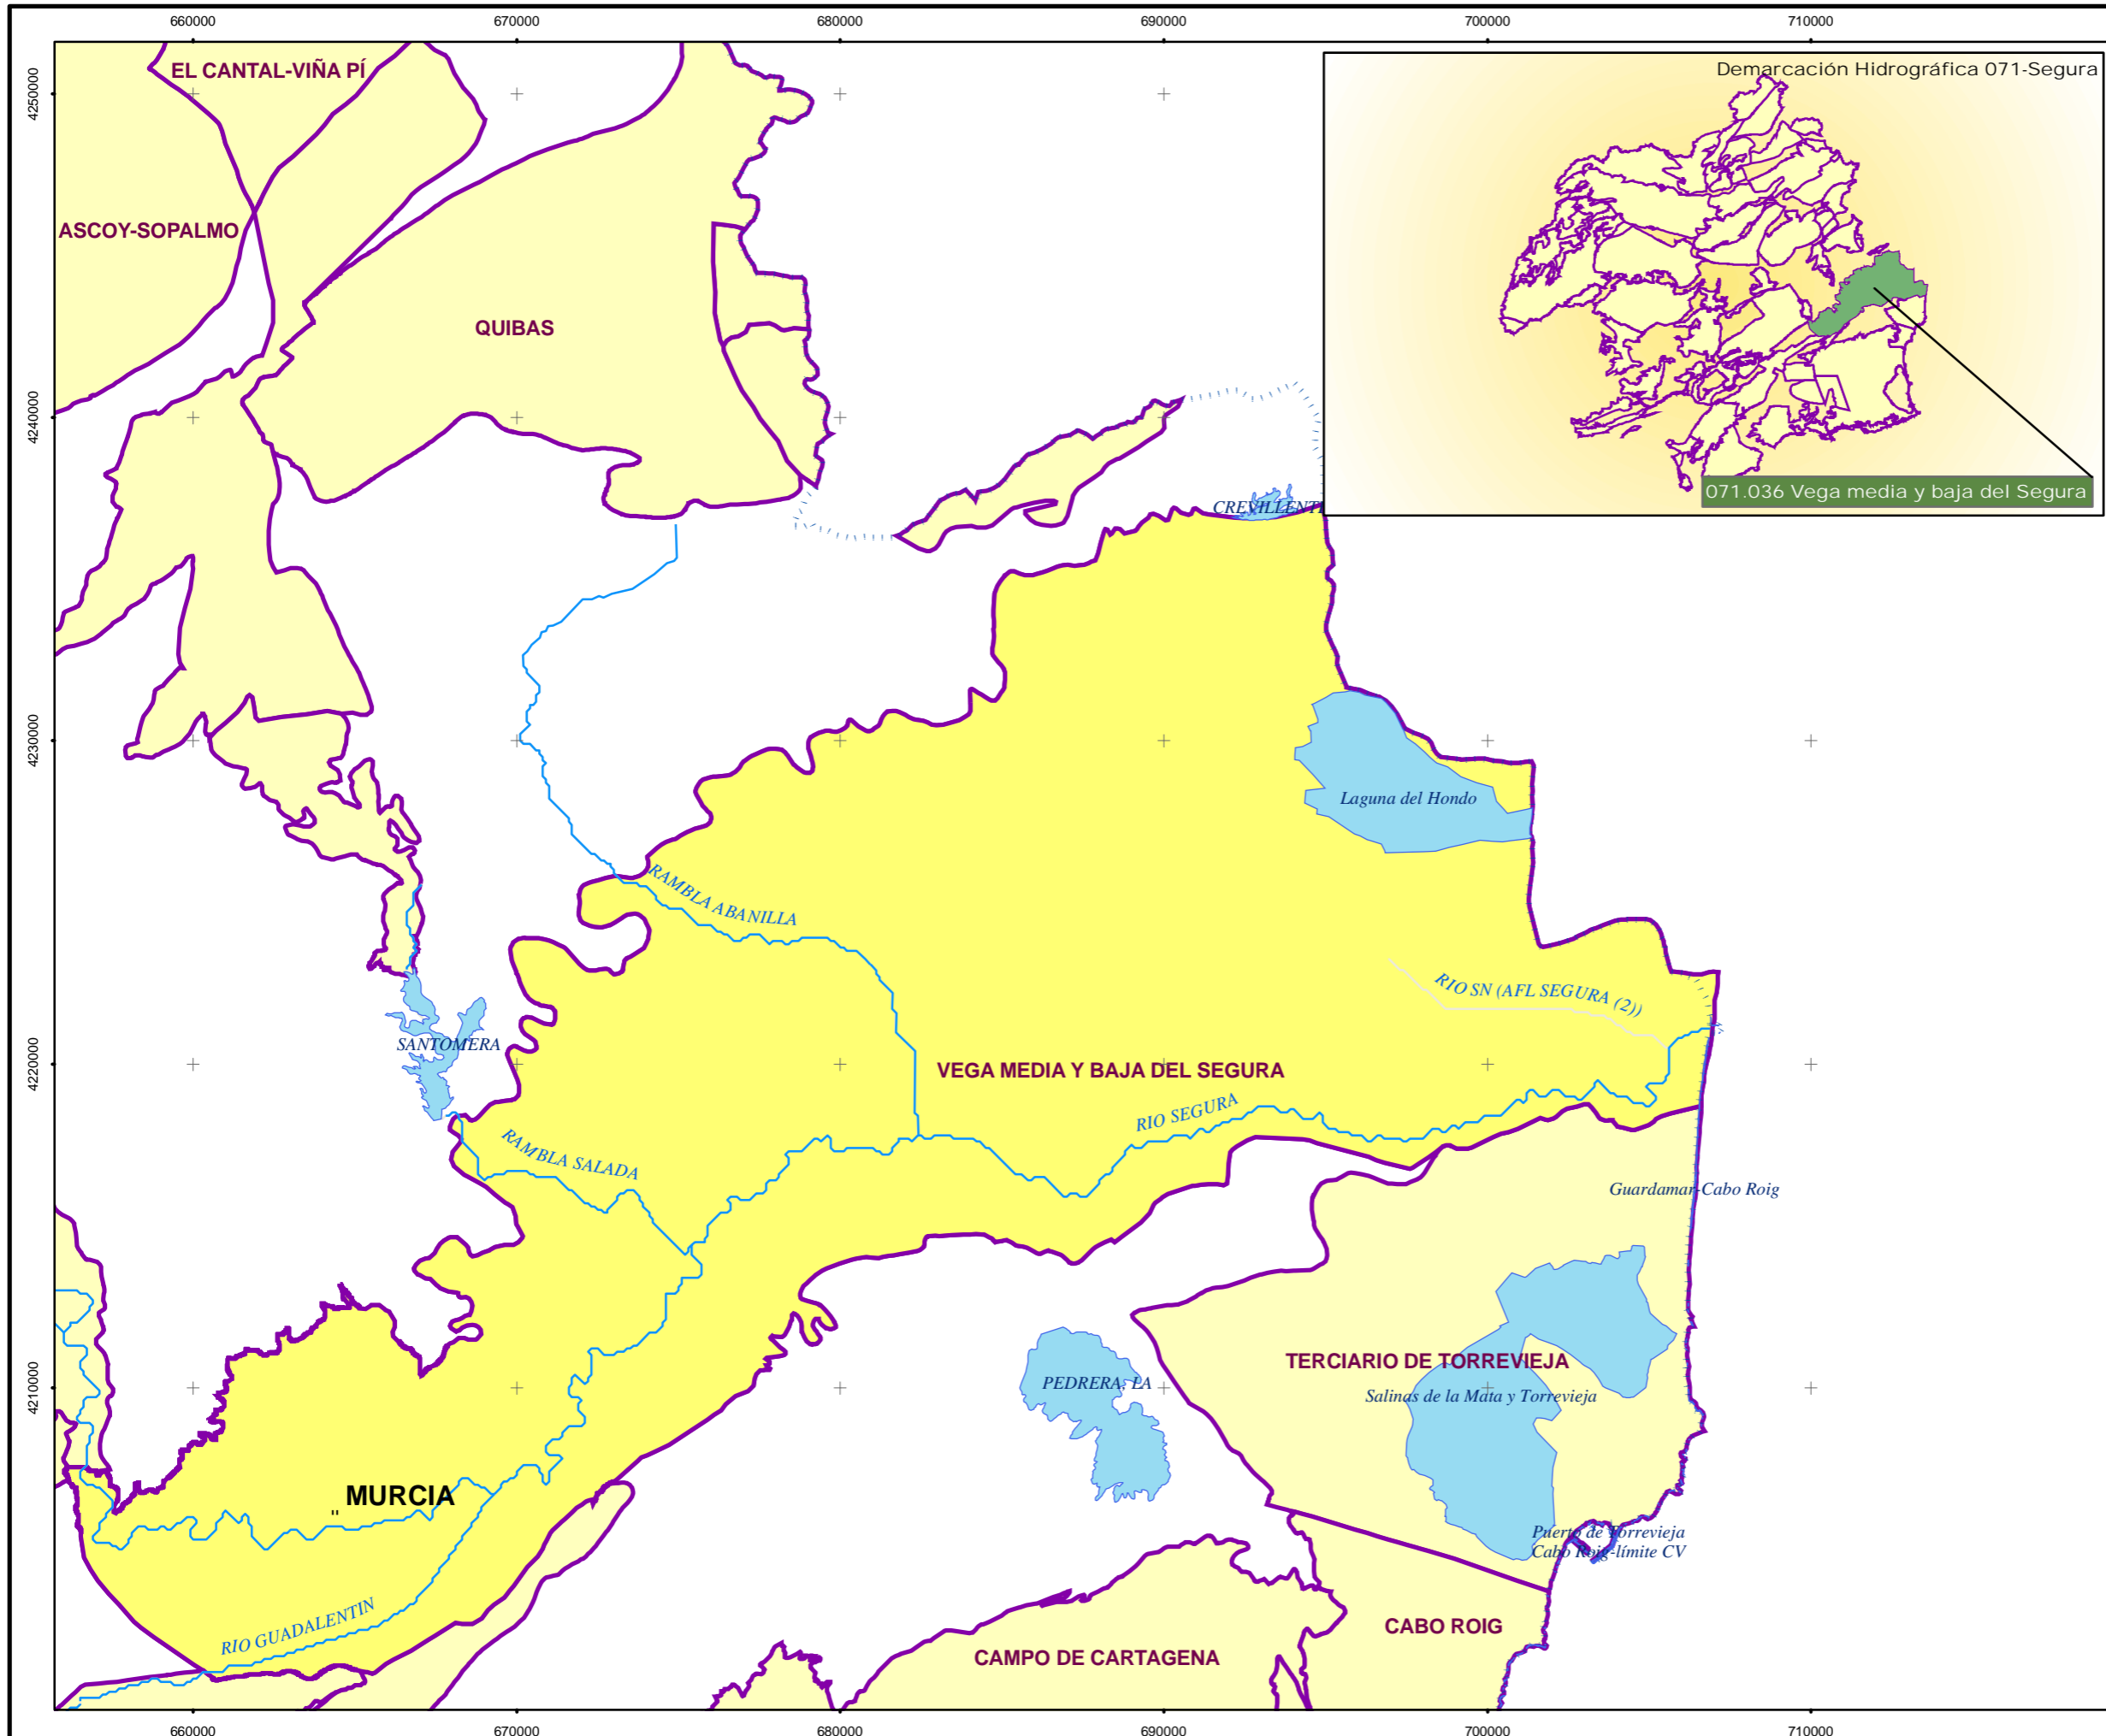 660000
670000
680000
690000
700000
710000
4250000
4240000
4230000
4220000
4210000
Demarcación Hidrográfica 071-Segura
071.036 Vega media y baja del Segura
EL CANTAL-VIÑA PÍ
ASCOY-SOPALMO
QUIBAS
CREVILLENTE
Laguna del Hondo
RAMBLA ABANILLA
RIO SN (AFL SEGURA (2))
SANTOMERA
VEGA MEDIA Y BAJA DEL SEGURA
RIO SEGURA
RAMBLA SALADA
Guardamar-Cabo Roig
TERCIARIO DE TORREVIEJA
PEDRERA, LA
Salinas de la Mata y Torrevieja
MURCIA
Puerto de Torrevieja
Cabo Roig-límite CV
RIO GUADALENTIN
CABO ROIG
CAMPO DE CARTAGENA
660000
670000
680000
690000
700000
710000